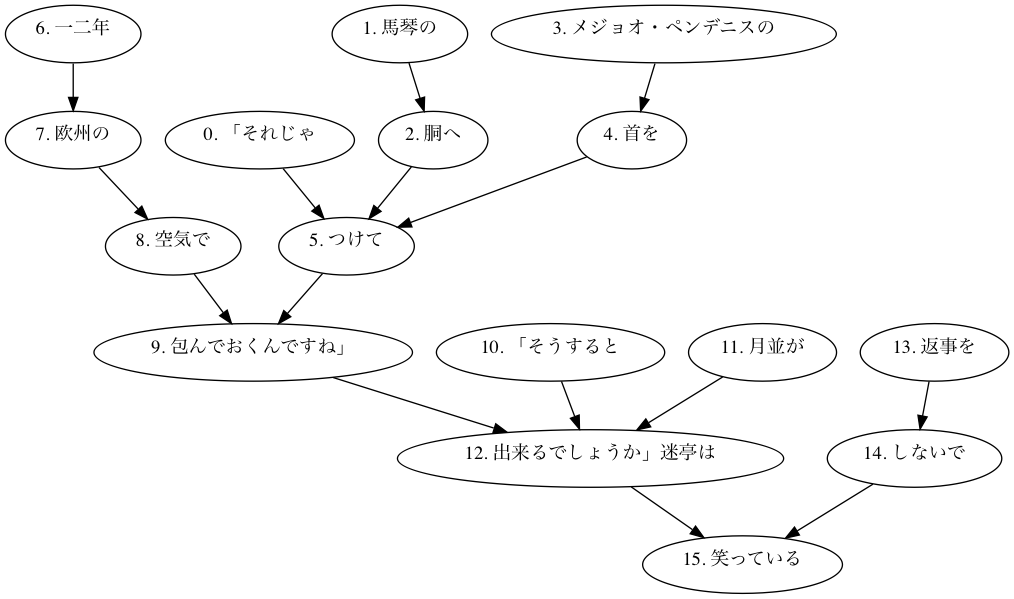 6. 一二年
1. 馬琴の
3. メジョオ・ペンデニスの
7. 欧州の
0. 「それじゃ
2. 胴へ
4. 首を
8. 空気で
5. つけて
9. 包んでおくんですね」
10. 「そうすると
11. 月並が
13. 返事を
12. 出来るでしょうか」迷亭は
14. しないで
15. 笑っている